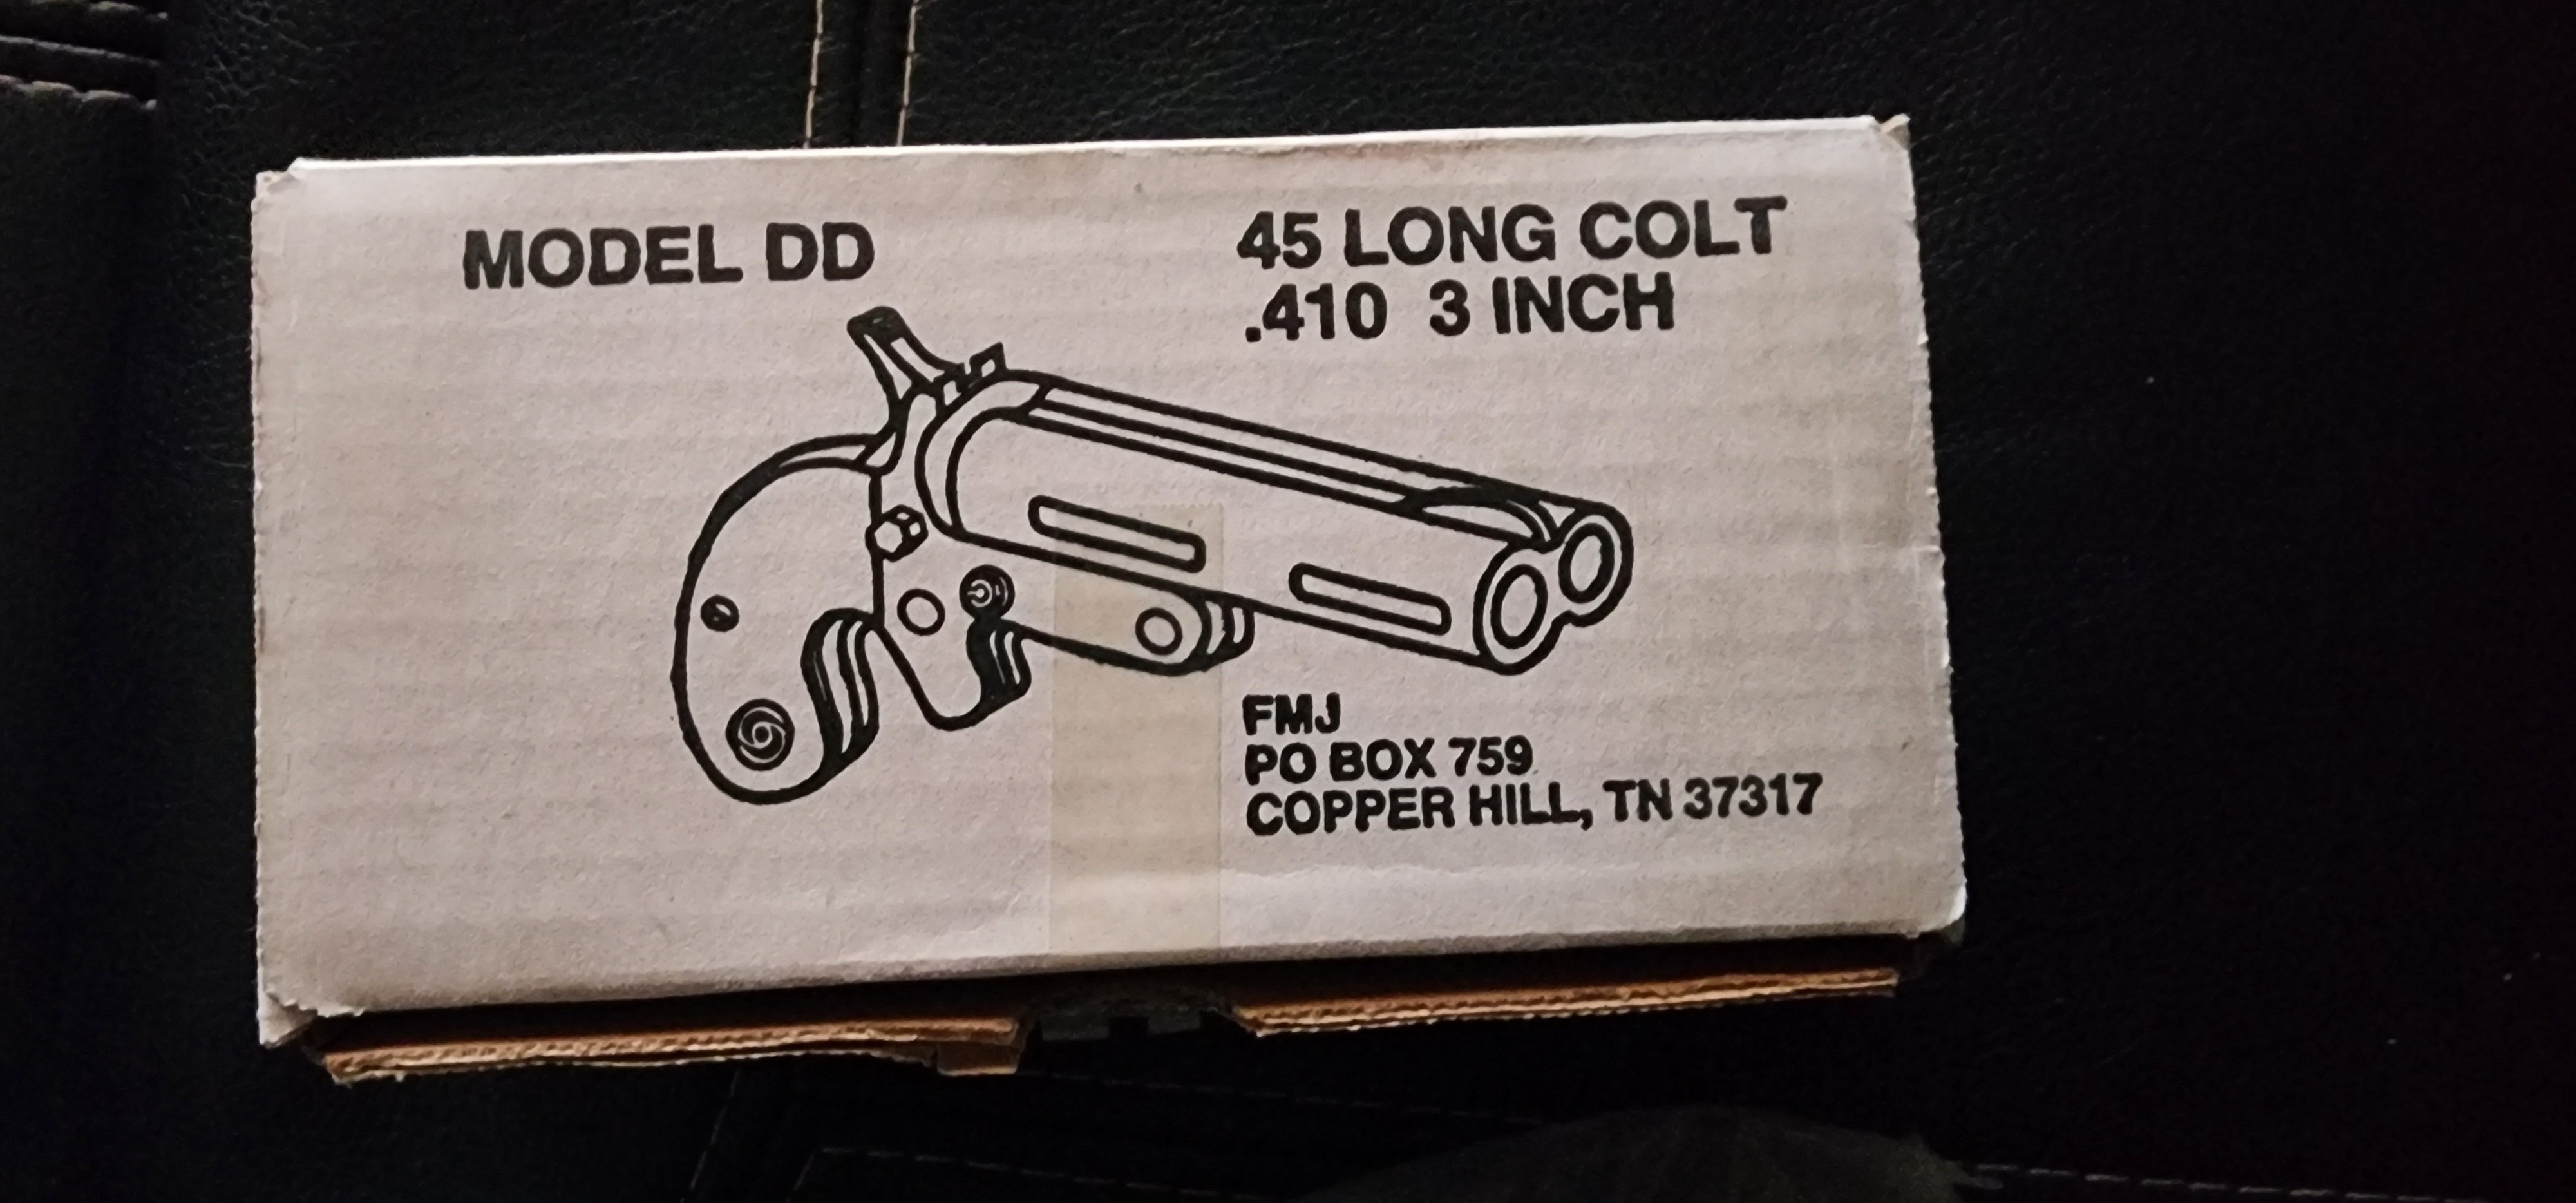 MODEL DD
45 LONG COLT
.410 3 INCH
FMJ
PO BOX 759
COPPER HILL, TN 37317